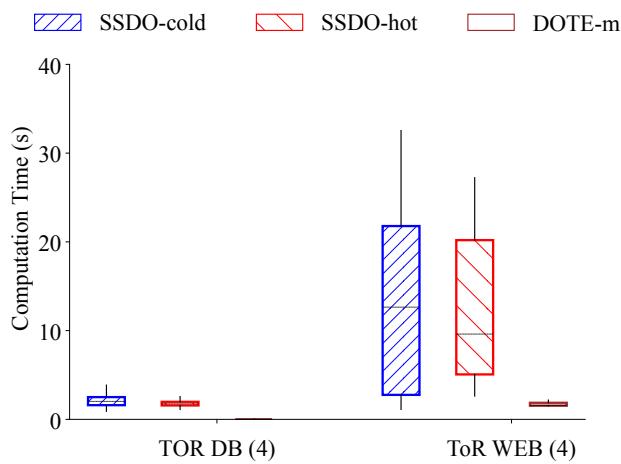 SSDO-cold SSDO-hot DOTE-m
40
30
20
10
0
Computation Time (s)
TOR DB (4) ToR WEB (4)